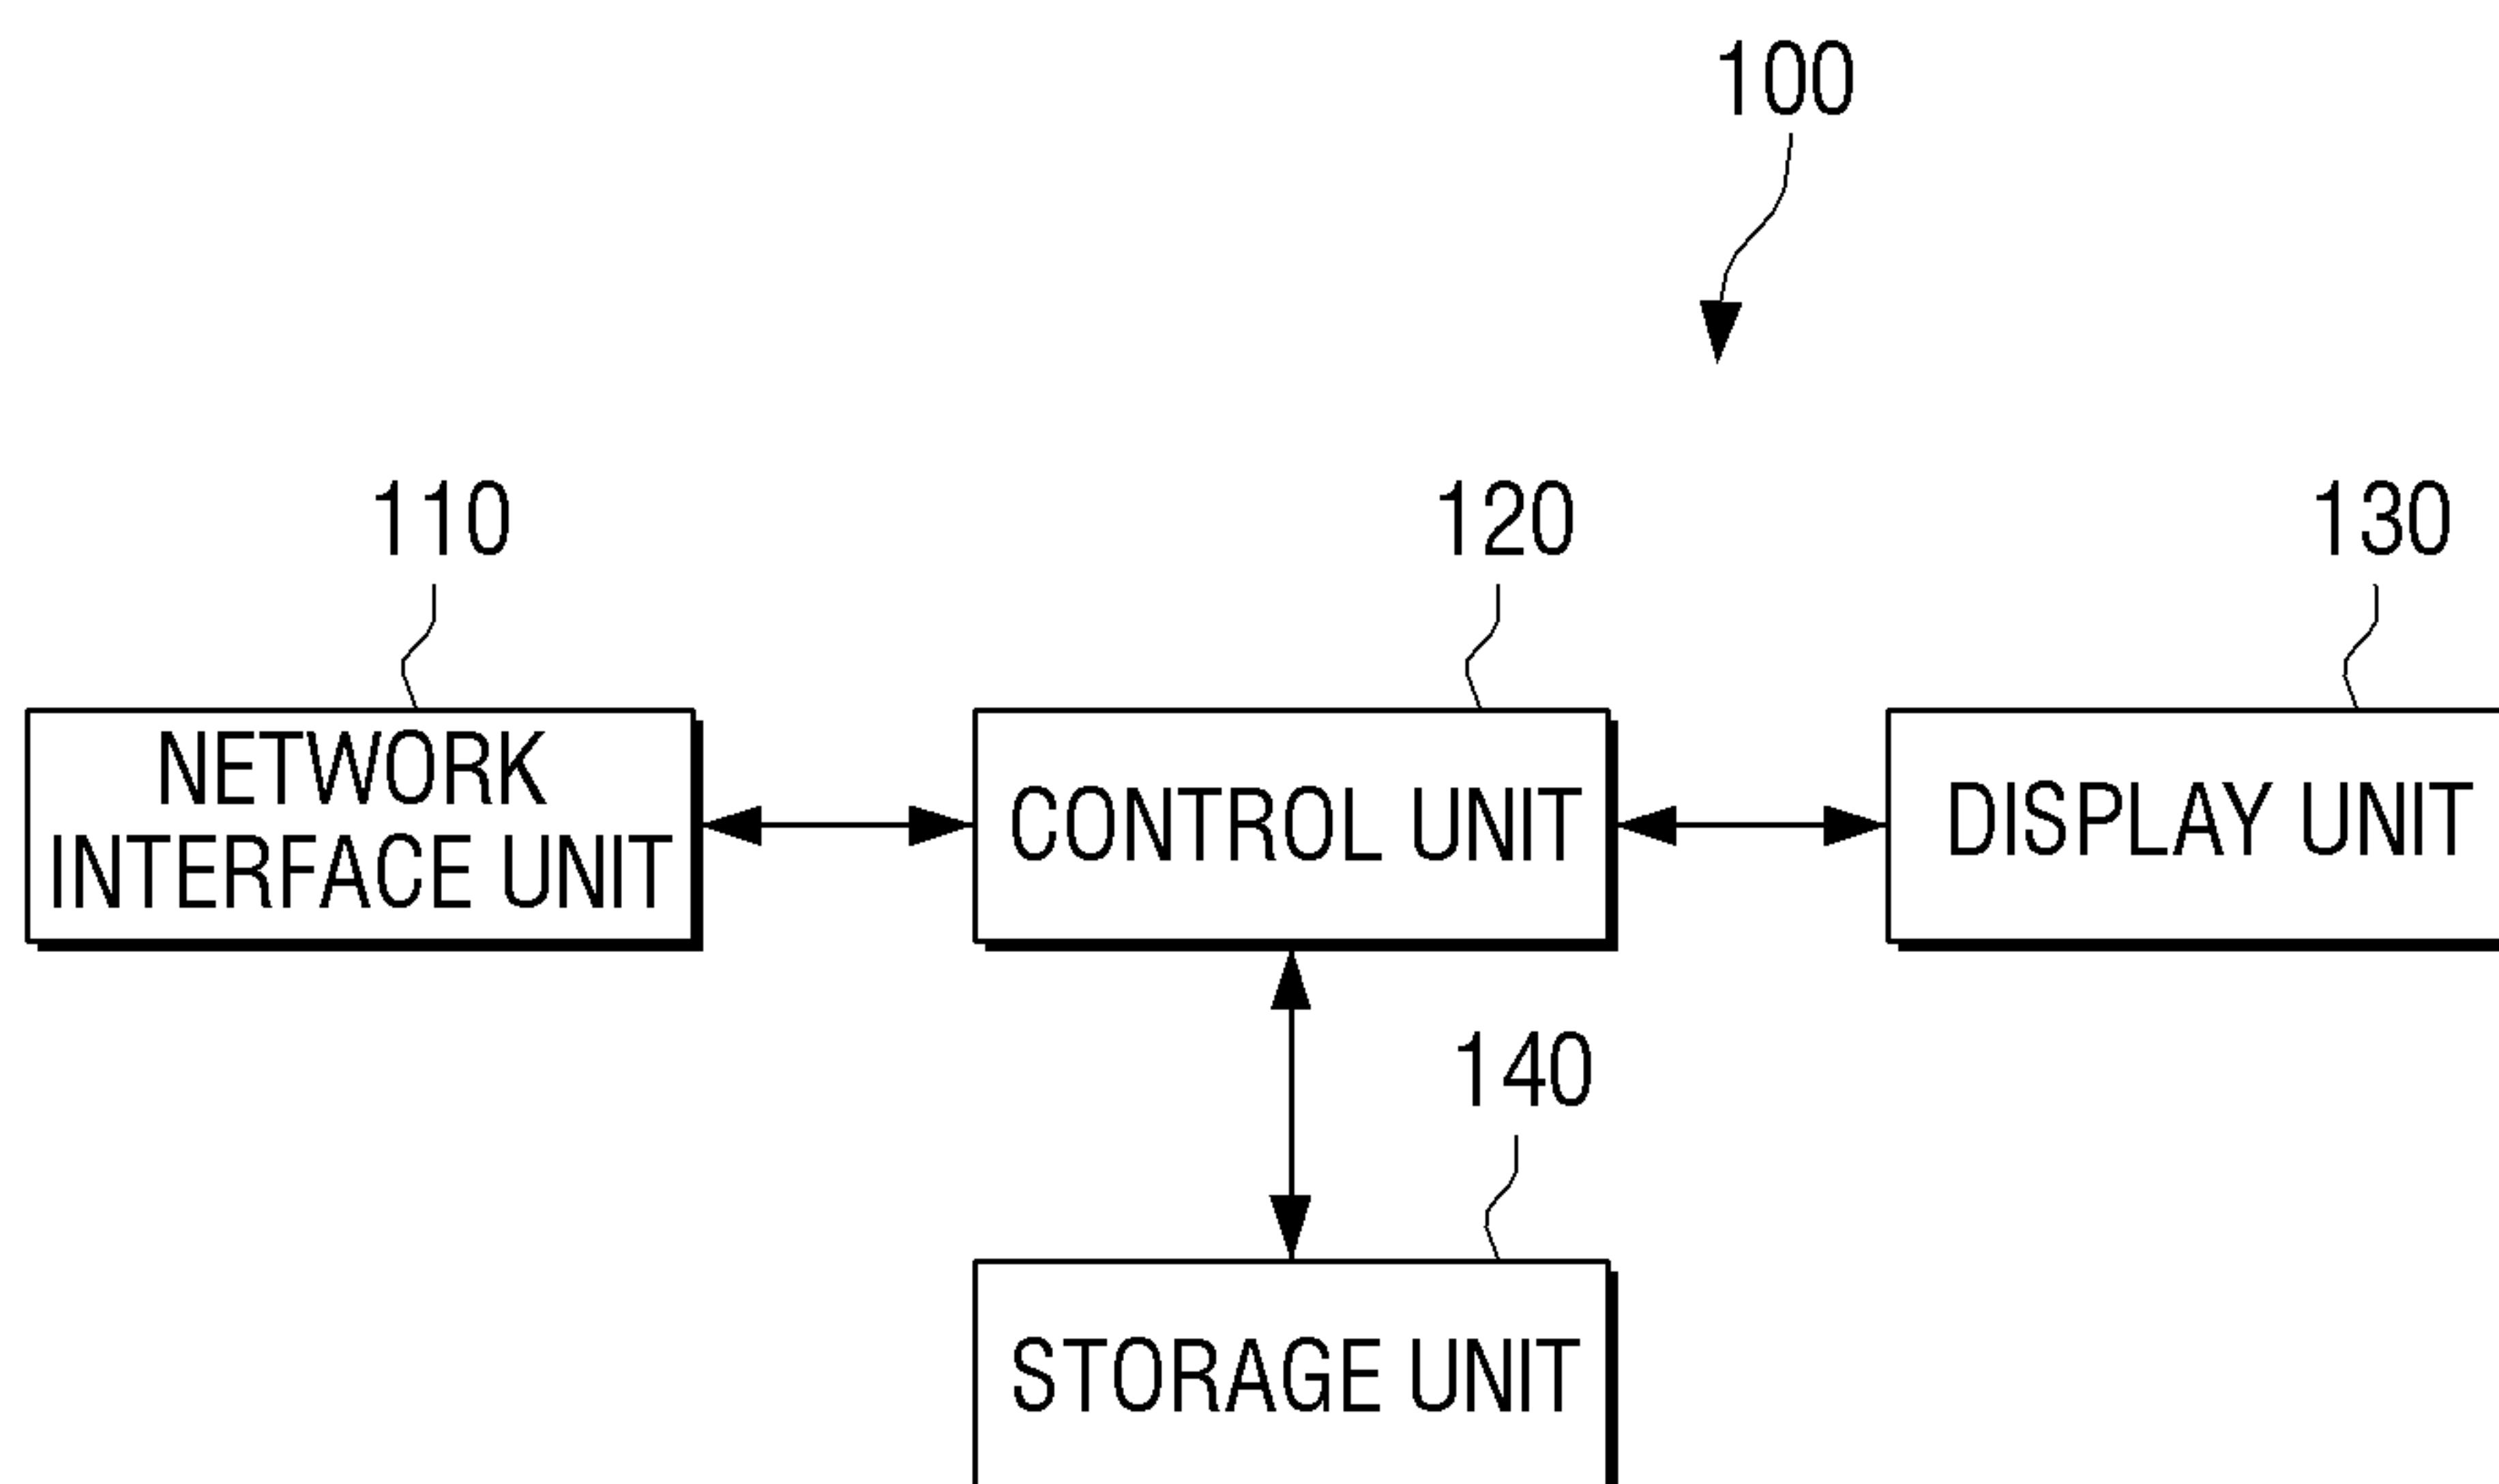 100
110
120
130
NETWORK
INTERFACE UNIT
CONTROL UNIT
DISPLAY UNIT
140
STORAGE UNIT